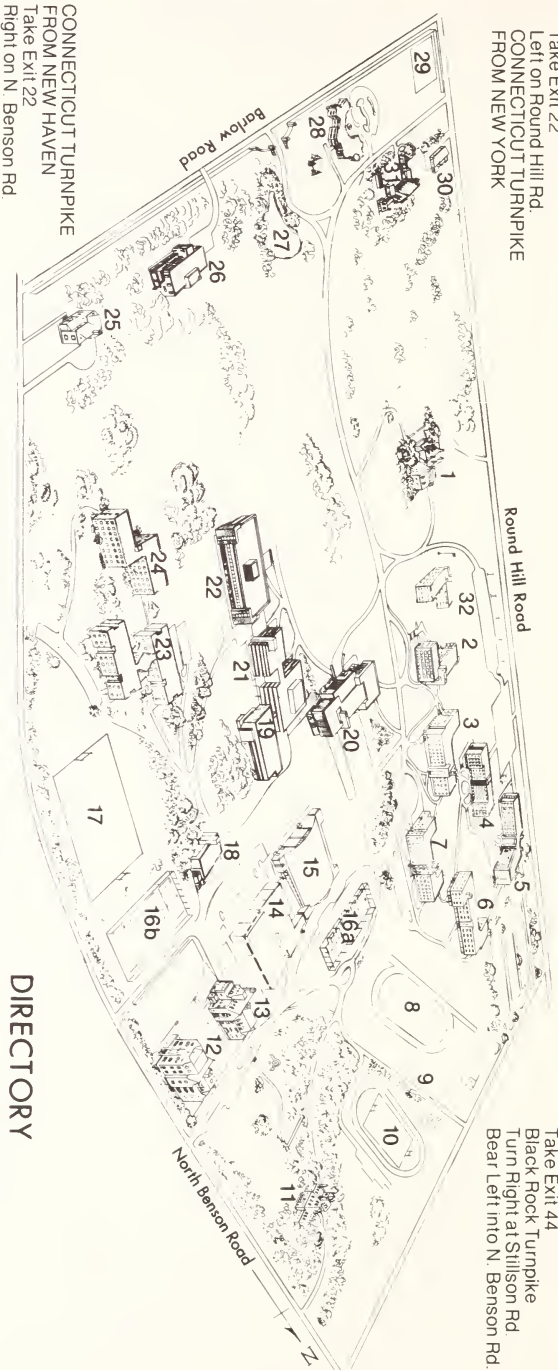 Take Exit 22
Left on Round Hill Rd.
CONNECTICUT TURNPIKE
FROM NEW YORK
Take Exit 44
Black Rock Turnpike
Turn Right at Stillson Rd.
Bear Left into N. Benson Rd.
CONNECTICUT TURNPIKE
FROM NEW HAVEN
Take Exit 22
Right on N. Benson Rd.
Barlow Road
Round Hill Road
North Benson Road
N
29
28
31
30
27
26
25
1
32
2
3
4
5
6
7
24
23
22
21
19
20
18
17
16b
15
14
16a
13
12
8
9
10
11
DIRECTORY